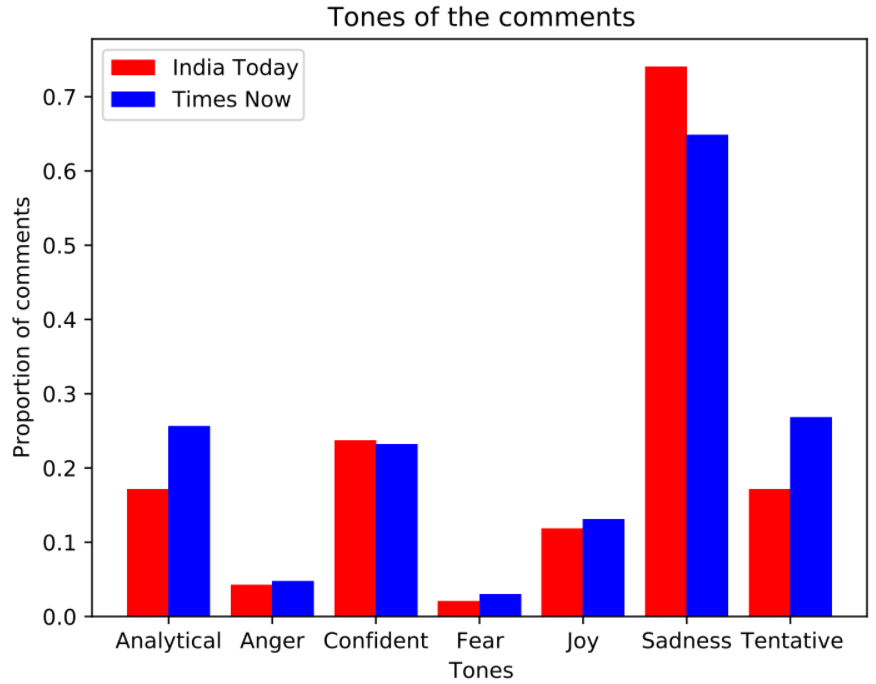 Tones of the comments
India Today
Times Now
Proportion of comments
0.7
0.6
0.5
0.4
0.3
0.2
0.1
0.0
Analytical Anger Confident Fear Joy Sadness Tentative
Tones